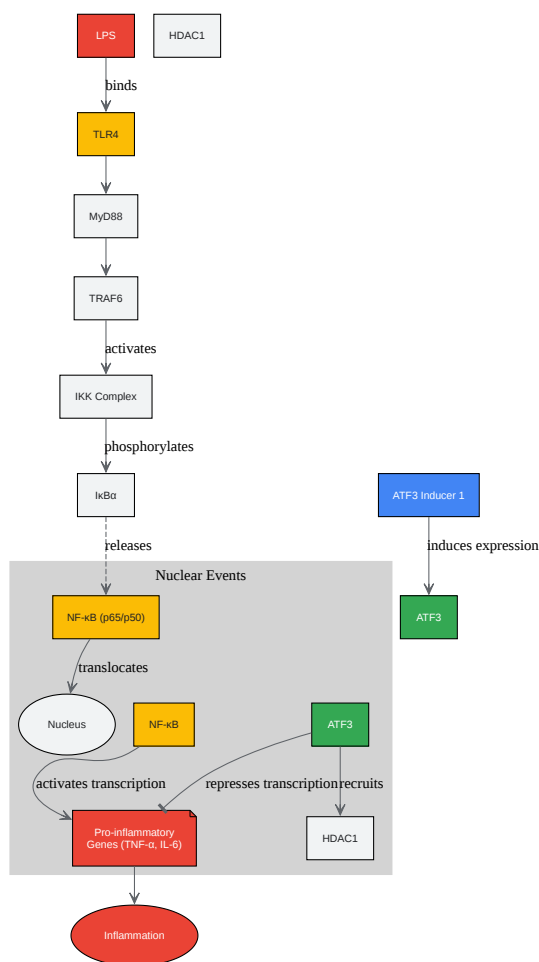 LPS
HDAC1
binds
TLR4
MyD88
TRAF6
activates
IKK Complex
phosphorylates
IκBα
ATF3 Inducer 1
releases
induces expression
Nuclear Events
NF-κB (p65/p50)
ATF3
translocates
Nucleus
NF-κB
ATF3
activates transcription
represses transcription
recruits
Pro-inflammatory
Genes (TNF-α, IL-6)
HDAC1
Inflammation